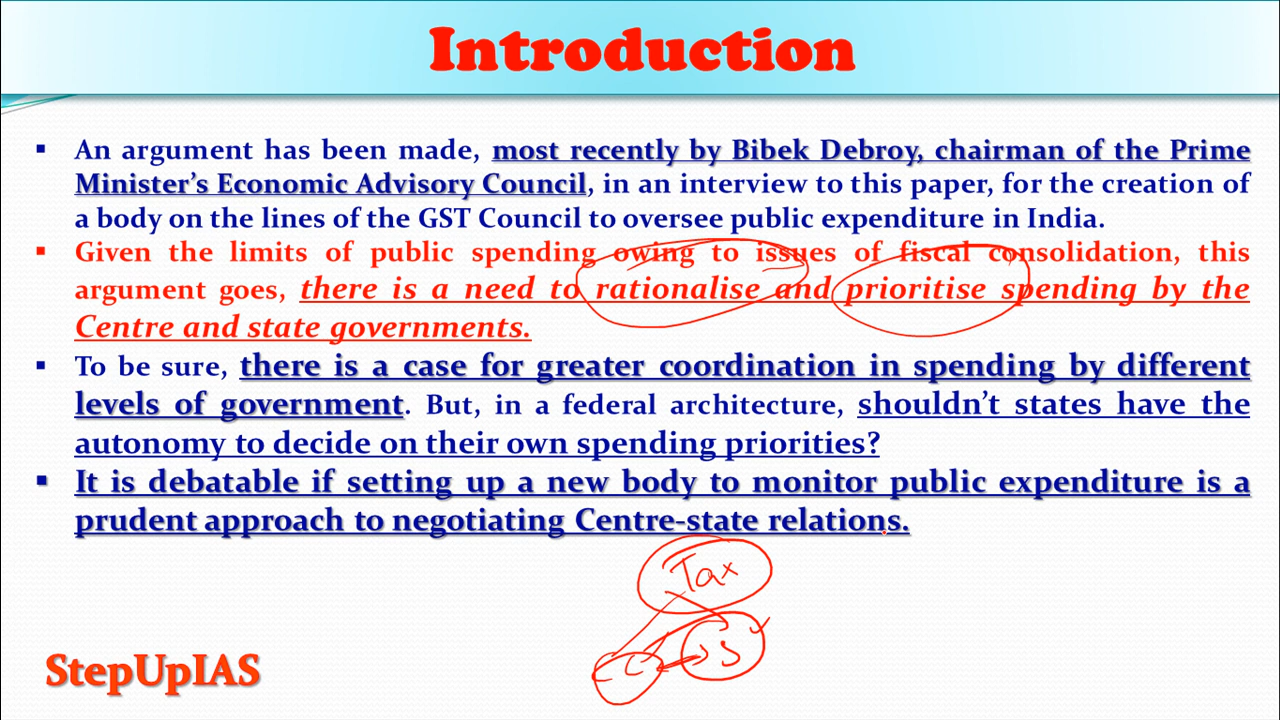 Introduction
▪ An argument has been made, most recently by Bibek Debroy, chairman of the Prime
Minister's Economic Advisory Council, in an interview to this paper, for the creation of
a body on the lines of the GST Council to oversee public expenditure in India.
▪ Given the limits of public spending owing to issues of fiscal consolidation, this
argument goes, there is a need to rationalise and prioritise spending by the
Centre and state governments.
▪ To be sure, there is a case for greater coordination in spending by different
levels of government. But, in a federal architecture, shouldn't states have the
autonomy to decide on their own spending priorities?
▪ It is debatable if setting up a new body to monitor public expenditure is a
prudent approach to negotiating Centre-state relations.
Tax
C S
StepUpIAS